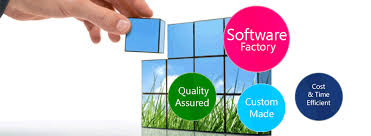 Software
Factory
Quality
Assured
Custom
Made
Cost
& Time
Efficient